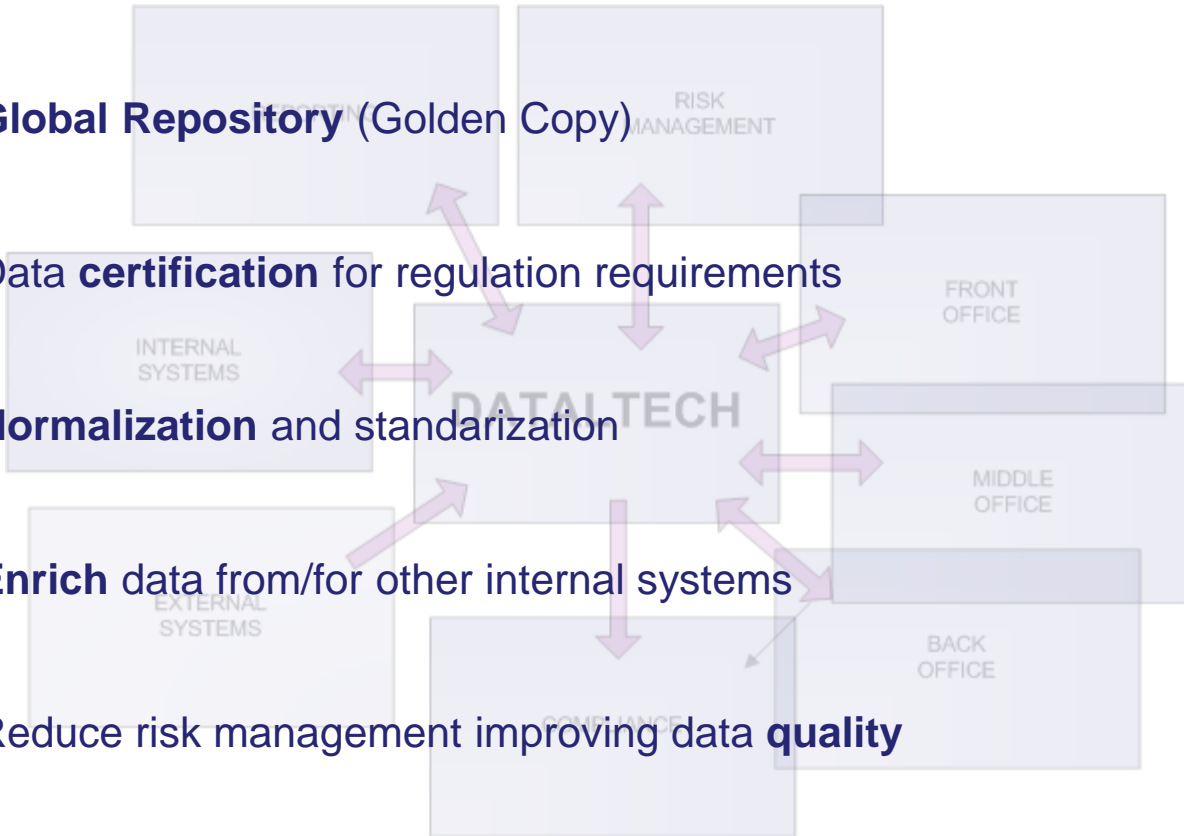 Global Repository (Golden Copy)
REPORTING
RISK
MANAGEMENT
Data certification for regulation requirements
FRONT
OFFICE
INTERNAL
SYSTEMS
DATALTECH
Normalization and standarization
MIDDLE
OFFICE
Enrich data from/for other internal systems
EXTERNAL
SYSTEMS
BACK
OFFICE
COMPLIANCE
Reduce risk management improving data quality